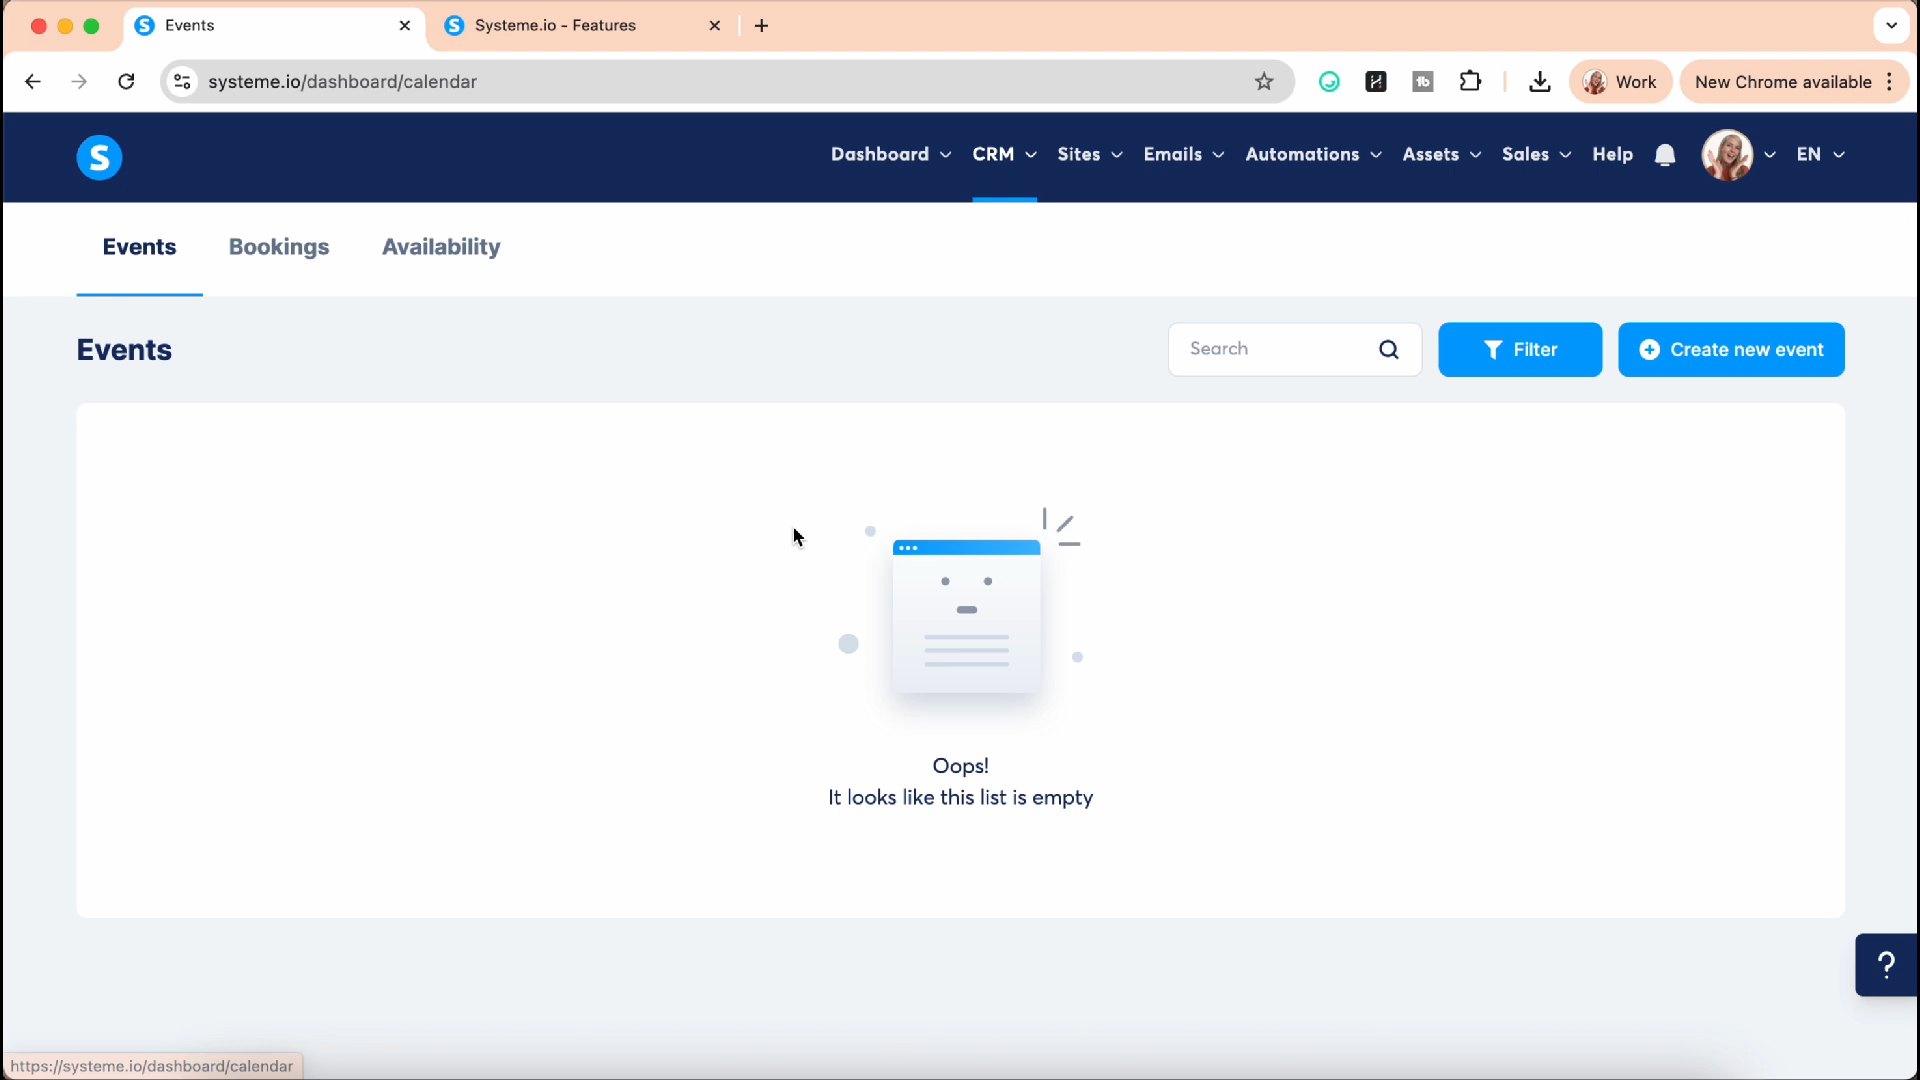 Events
Systeme.io - Features
systeme.io/dashboard/calendar
Work
New Chrome available
S
Dashboard
CRM
Sites
Emails
Automations
Assets
Sales
Help
EN
Events
Bookings
Availability
Events
Search
Filter
Create new event
Oops!
It looks like this list is empty
?
https://systeme.io/dashboard/calendar